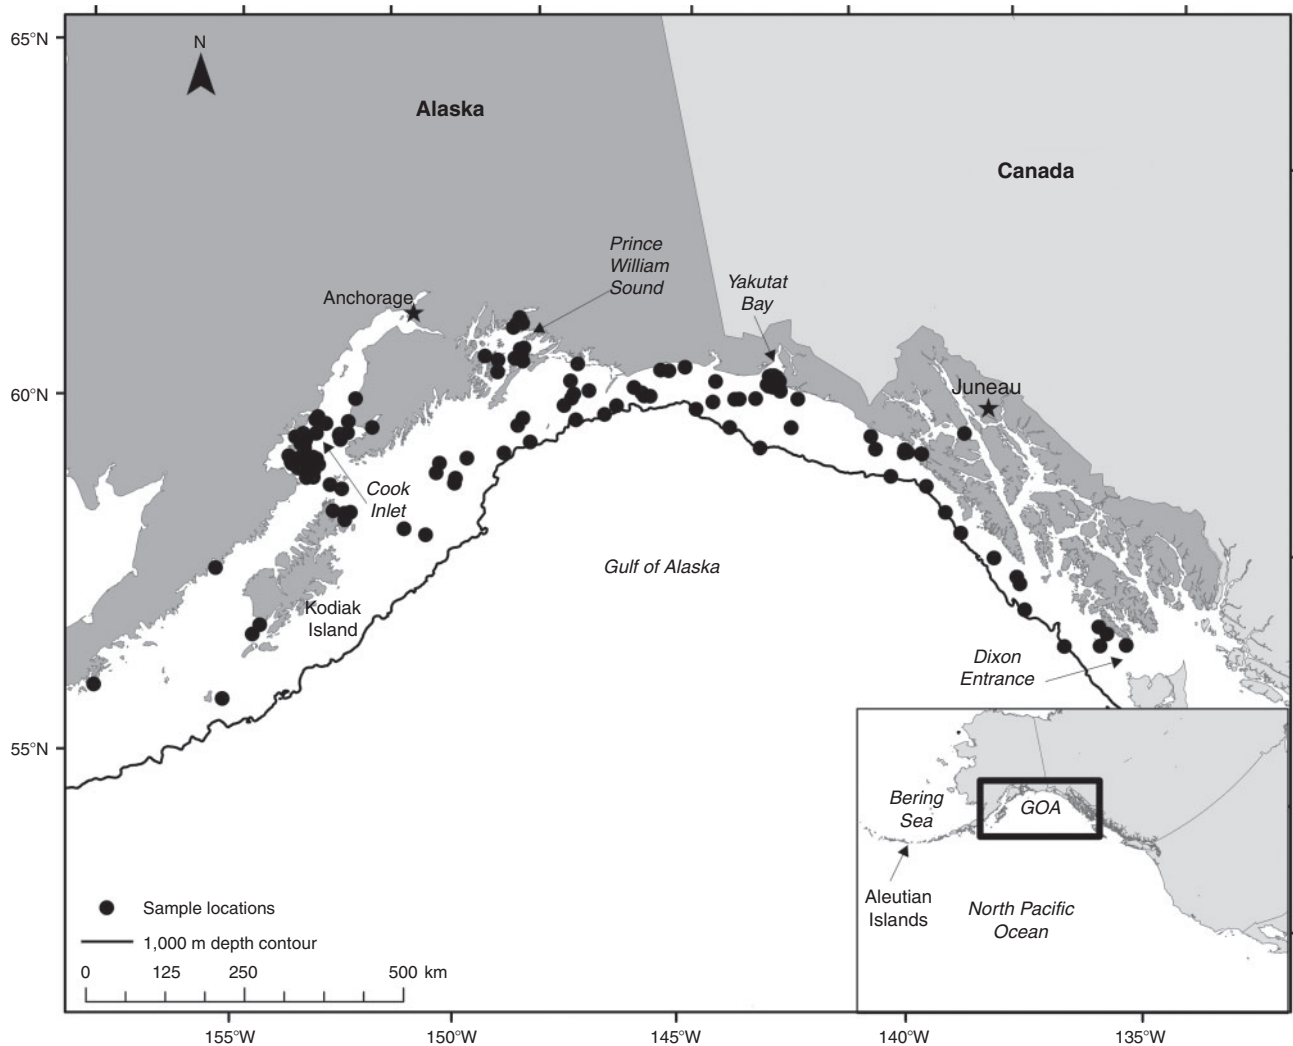 65°N
N
Alaska
Canada
Prince
William
Sound
Yakutat
Bay
Anchorage
60°N
Juneau
Cook
Inlet
Gulf of Alaska
Kodiak
Island
Dixon
Entrance
55°N
Bering
Sea
GOA
Aleutian
Islands
North Pacific
Ocean
Sample locations
1,000 m depth contour
0 125 250 500 km
155°W 150°W 145°W 140°W 135°W